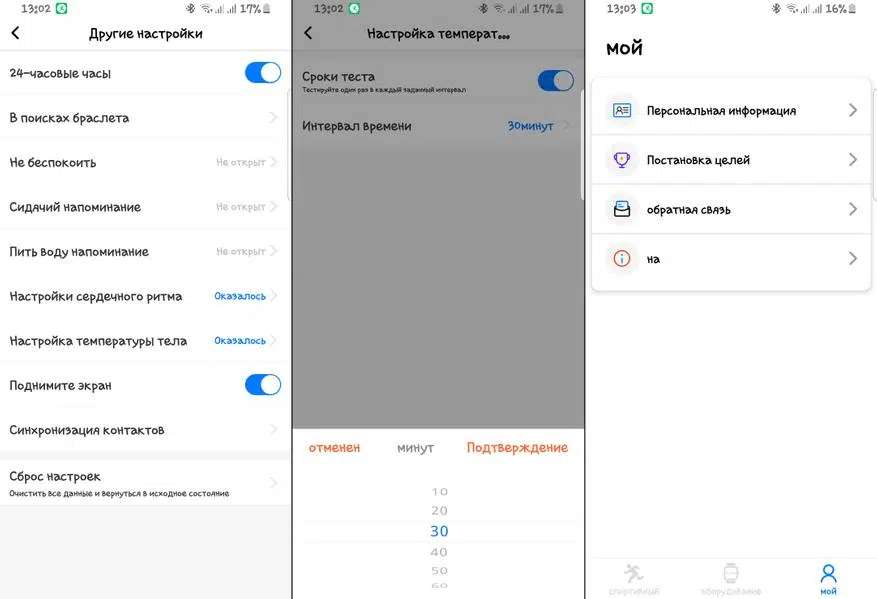 13:02
17%
Другие настройки
24-часовые часы
В поисках браслета
Не беспокоить
Не открыт
Сидячий напоминание
Не открыт
Пить воду напоминание
Не открыт
Настройки сердечного ритма
Оказалось
Настройка температуры тела
Оказалось
Поднимите экран
Синхронизация контактов
Сброс настроек
Очистить все данные и вернуться в исходное состояние
13:02
17%
Настройка температ...
Сроки теста
Тестируйте один раз в каждый заданный интервал
Интервал времени
30минут
отменен
минут
Подтверждение
10
20
30
40
50
60
13:03
16%
мой
Персональная информация
Постановка целей
обратная связь
на
спортивный
оборудование
мой